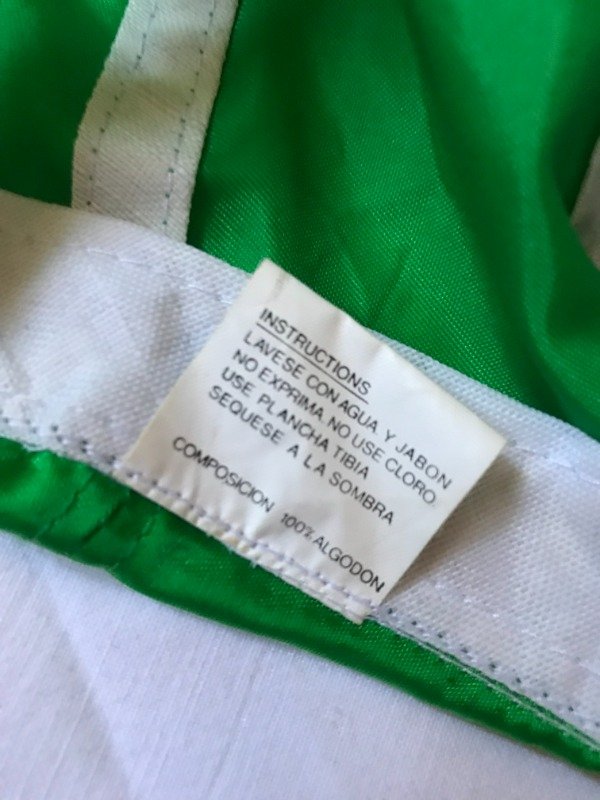 INSTRUCTIONS
LAVESE CON AGUA Y JABON
NO EXPRIMA. NO USE CLORO.
USE PLANCHA TIBIA
SEQUESE A LA SOMBRA
COMPOSICION 100% ALGODON